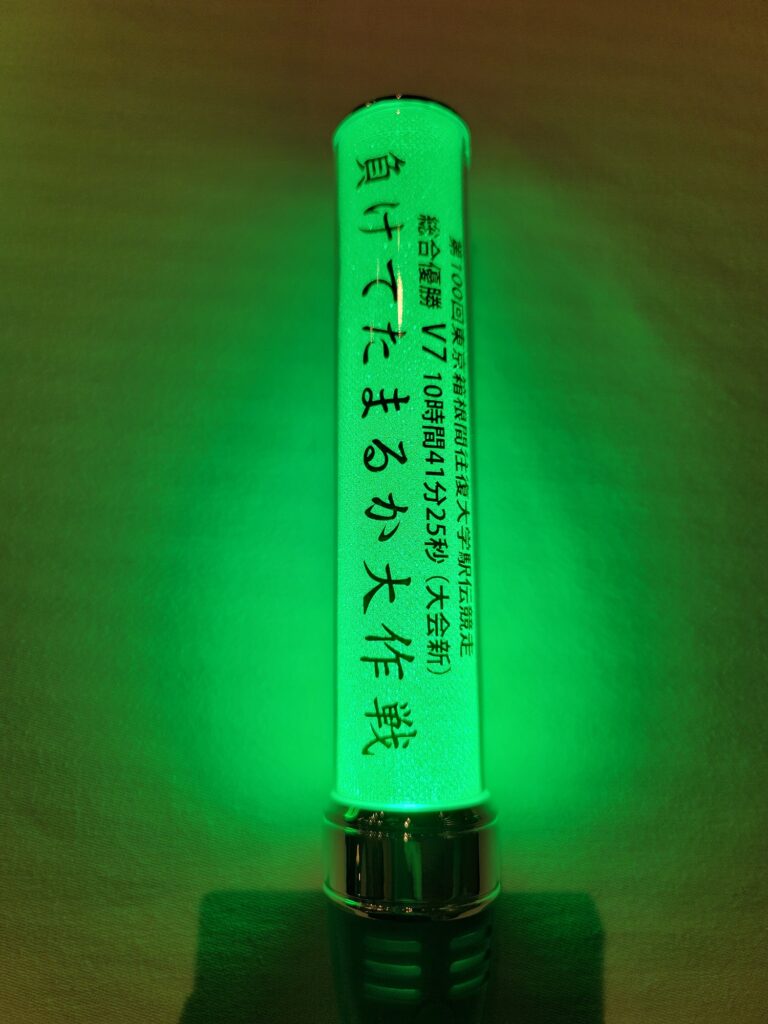 第100回東京箱根間往復大学駅伝競走
総合優勝 V7 10時間41分25秒（大会新）
負けてたまるか大作戦